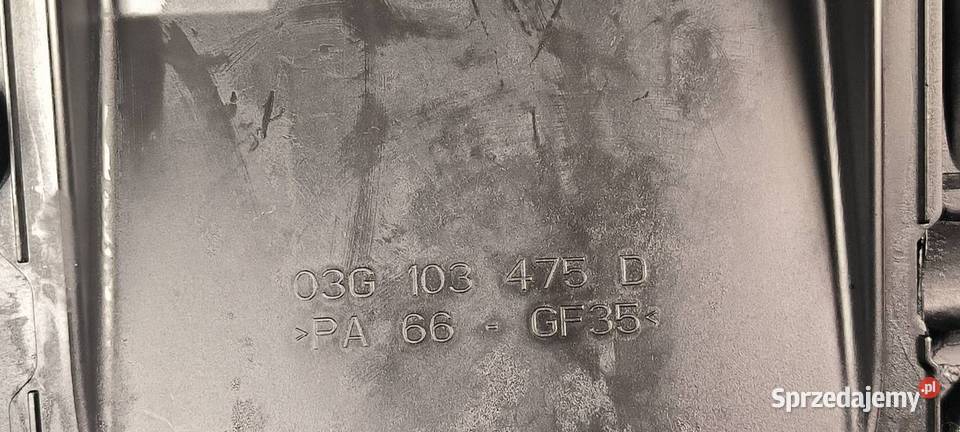 03G 103 475 D
>PA 66 - GF35<
Sprzedajemy.pl